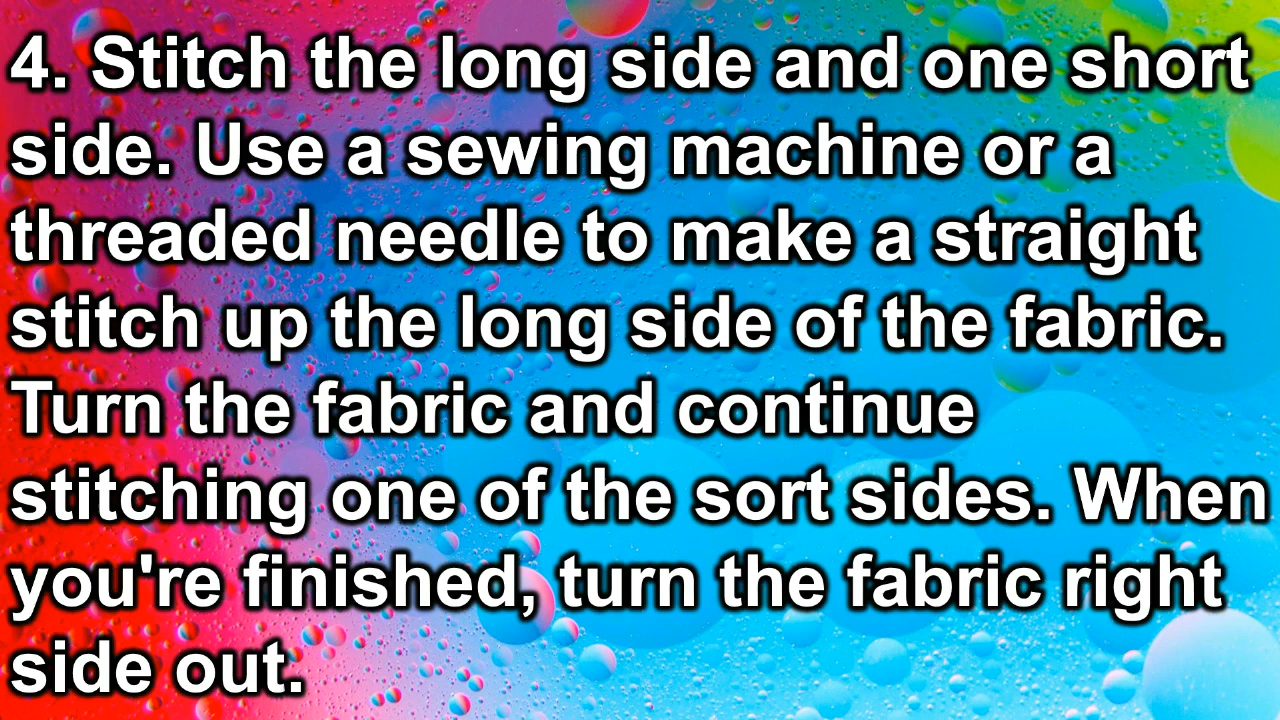 4. Stitch the long side and one short
side. Use a sewing machine or a
threaded needle to make a straight
stitch up the long side of the fabric.
Turn the fabric and continue
stitching one of the sort sides. When
you're finished, turn the fabric right
side out.